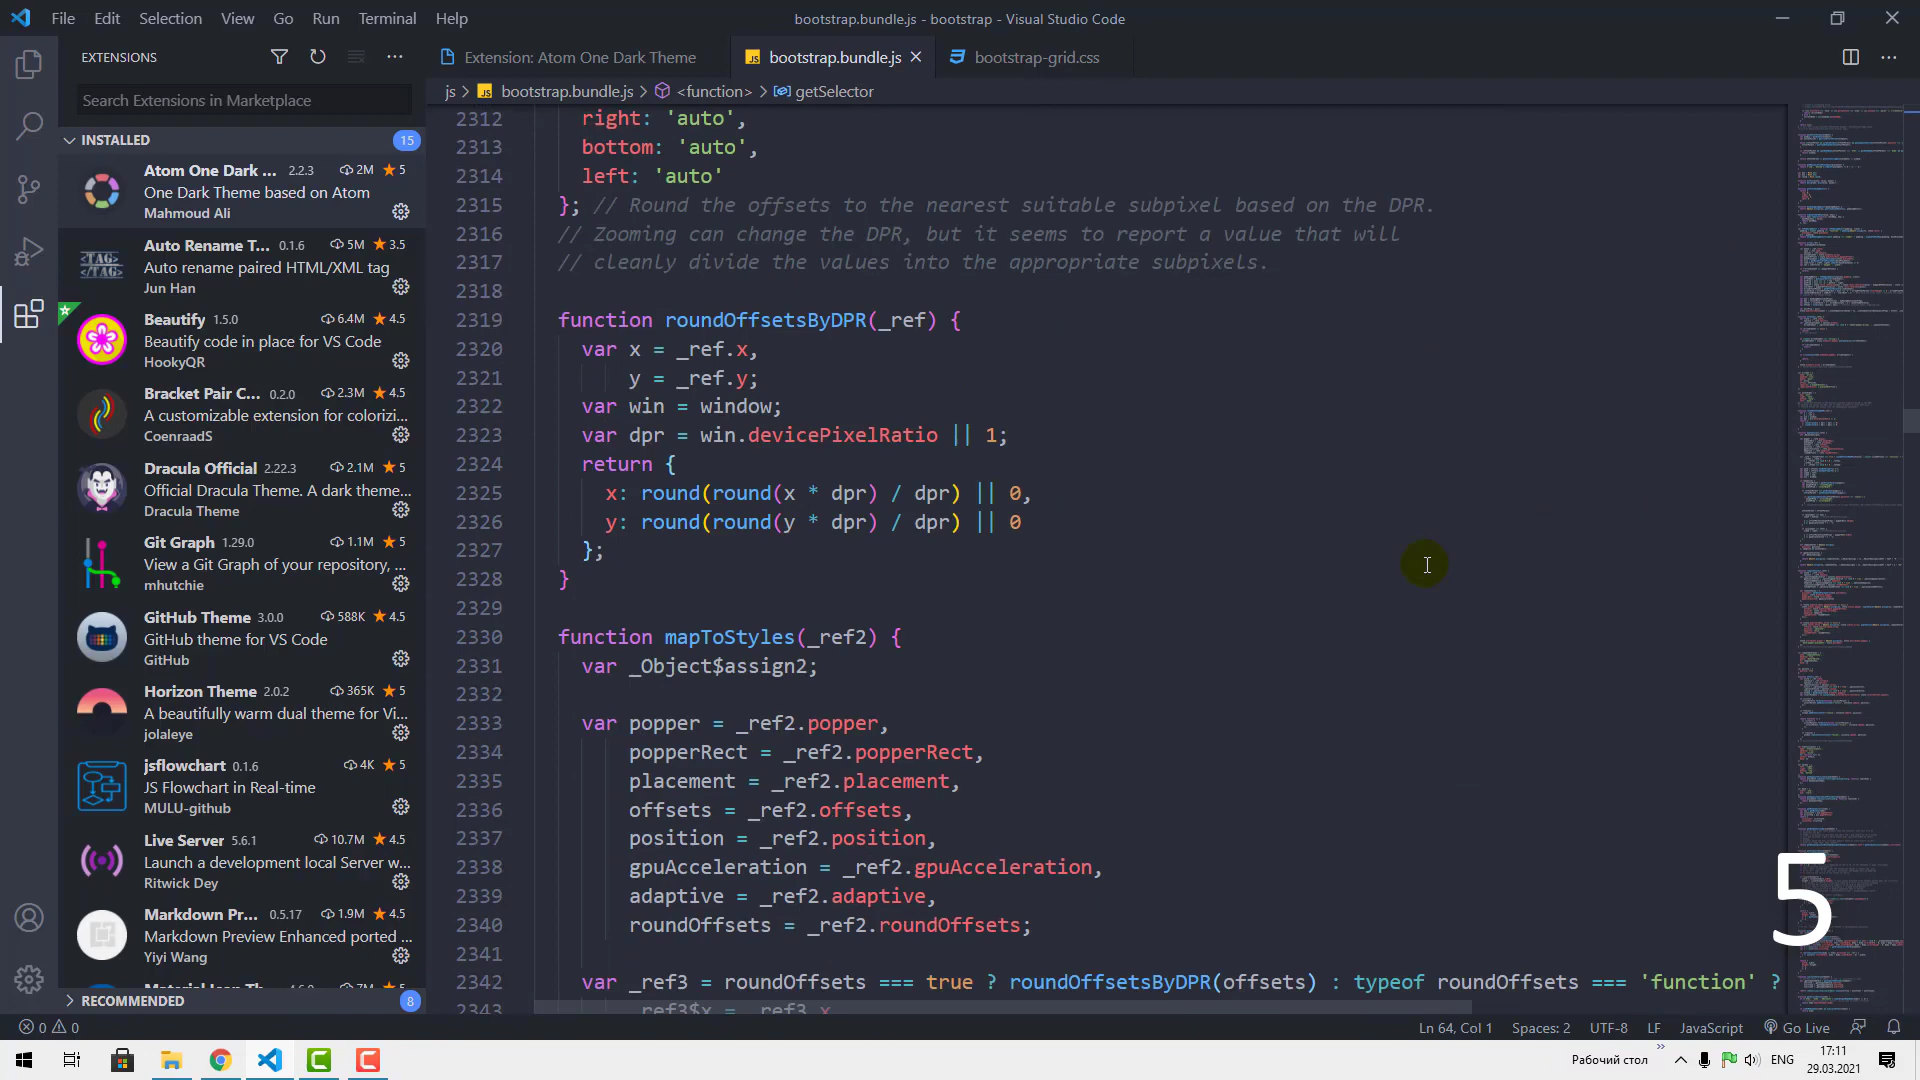 File Edit Selection View Go Run Terminal Help
bootstrap.bundle.js - bootstrap - Visual Studio Code
EXTENSIONS
Extension: Atom One Dark Theme
bootstrap.bundle.js
bootstrap-grid.css
Search Extensions in Marketplace
js > bootstrap.bundle.js > <function> > getSelector
INSTALLED 15
Atom One Dark ... 2.2.3 2M 5
One Dark Theme based on Atom
Mahmoud Ali
Auto Rename T... 0.1.6 5M 3.5
Auto rename paired HTML/XML tag
Jun Han
<TAG>
</TAG>
Beautify 1.5.0 6.4M 4.5
Beautify code in place for VS Code
HookyQR
Bracket Pair C... 0.2.0 2.3M 4.5
A customizable extension for colorizi...
CoenraadS
Dracula Official 2.22.3 2.1M 5
Official Dracula Theme. A dark theme...
Dracula Theme
Git Graph 1.29.0 1.1M 5
View a Git Graph of your repository, ...
mhutchie
GitHub Theme 3.0.0 588K 4.5
GitHub theme for VS Code
GitHub
Horizon Theme 2.0.2 365K 5
A beautifully warm dual theme for Vi...
jolaleye
jsflowchart 0.1.6 4K 5
JS Flowchart in Real-time
MULU-github
Live Server 5.6.1 10.7M 4.5
Launch a development local Server w...
Ritwick Dey
Markdown Pr... 0.5.17 1.9M 4.5
Markdown Preview Enhanced ported ...
Yiyi Wang
RECOMMENDED 8
2312 right: 'auto',
2313 bottom: 'auto',
2314 left: 'auto'
2315 }; // Round the offsets to the nearest suitable subpixel based on the DPR.
2316 // Zooming can change the DPR, but it seems to report a value that will
2317 // cleanly divide the values into the appropriate subpixels.
2318
2319 function roundOffsetsByDPR(_ref) {
2320 var x = _ref.x,
2321 y = _ref.y;
2322 var win = window;
2323 var dpr = win.devicePixelRatio || 1;
2324 return {
2325 x: round(round(x * dpr) / dpr) || 0,
2326 y: round(round(y * dpr) / dpr) || 0
2327 };
2328 }
2329
2330 function mapToStyles(_ref2) {
2331 var _Object$assign2;
2332
2333 var popper = _ref2.popper,
2334 popperRect = _ref2.popperRect,
2335 placement = _ref2.placement,
2336 offsets = _ref2.offsets,
2337 position = _ref2.position,
2338 gpuAcceleration = _ref2.gpuAcceleration,
2339 adaptive = _ref2.adaptive,
2340 roundOffsets = _ref2.roundOffsets;
2341
2342 var _ref3 = roundOffsets === true ? roundOffsetsByDPR(offsets) : typeof roundOffsets === 'function' ?
2343 _ref3$x = _ref3.x
5
0 0
Ln 64, Col 1 Spaces: 2 UTF-8 LF JavaScript Go Live
Рабочий стол » ENG
17:11
29.03.2021